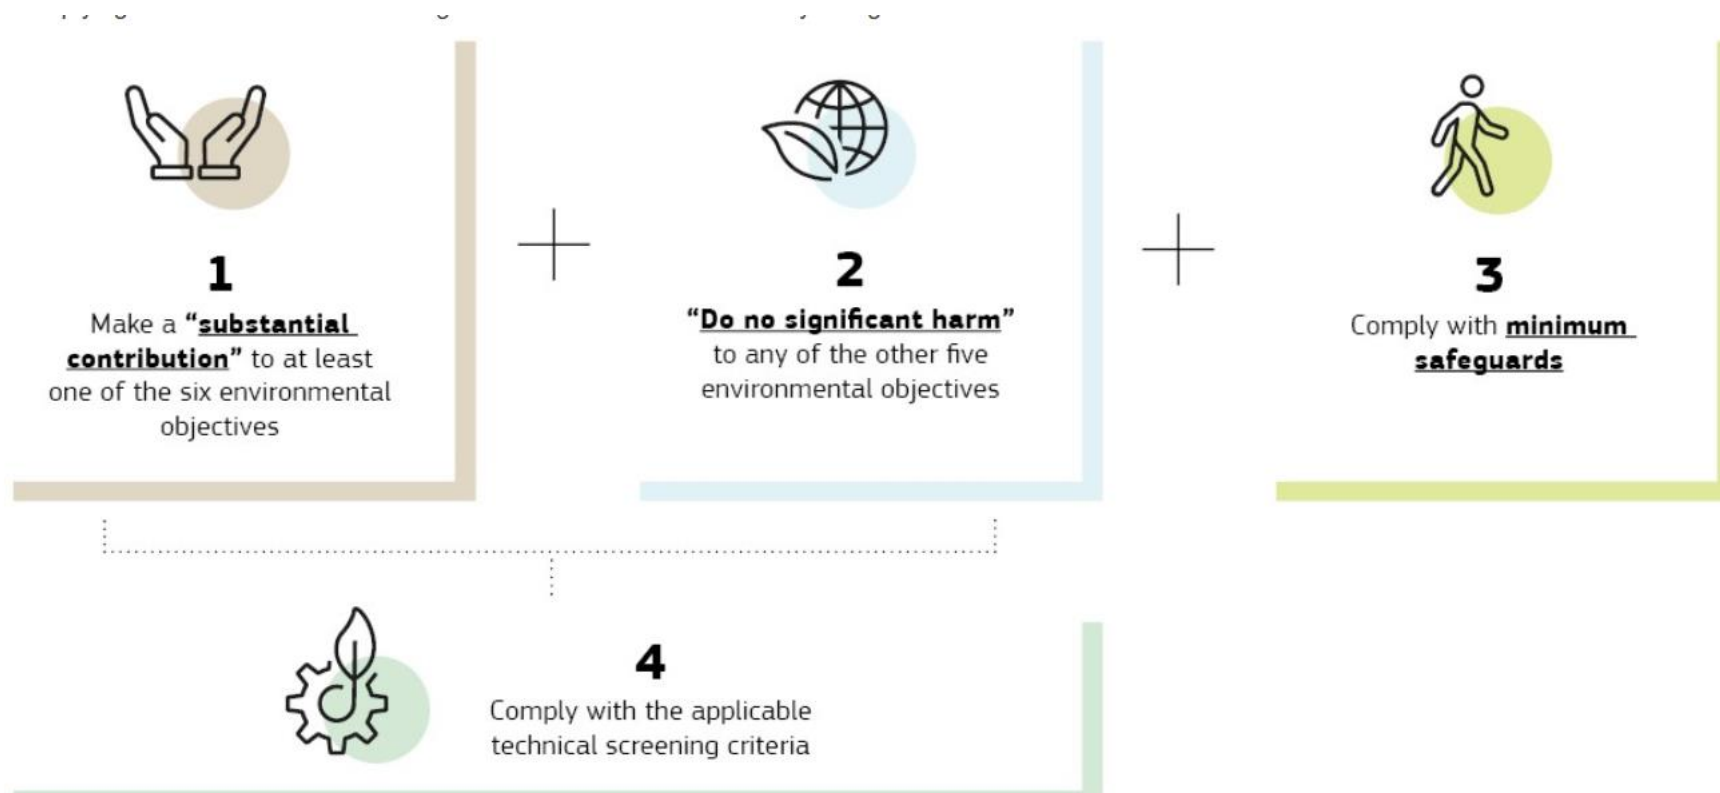 1
Make a “substantial
contribution” to at least
one of the six environmental
objectives
2
“Do no significant harm”
to any of the other five
environmental objectives
3
Comply with minimum
safeguards
4
Comply with the applicable
technical screening criteria